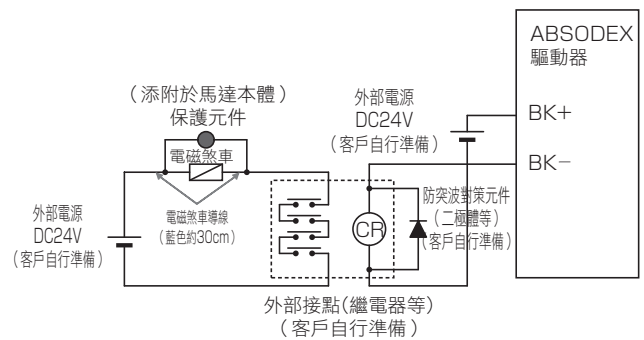 ABSODEX
驅動器
BK+
BK−
（添附於馬達本體）
保護元件
電磁煞車
外部電源
DC24V
（客戶自行準備）
外部電源
DC24V
（客戶自行準備）
電磁煞車導線
（藍色約30cm）
CR
防突波對策元件
（二極體等）
（客戶自行準備）
外部接點(繼電器等)
（客戶自行準備）